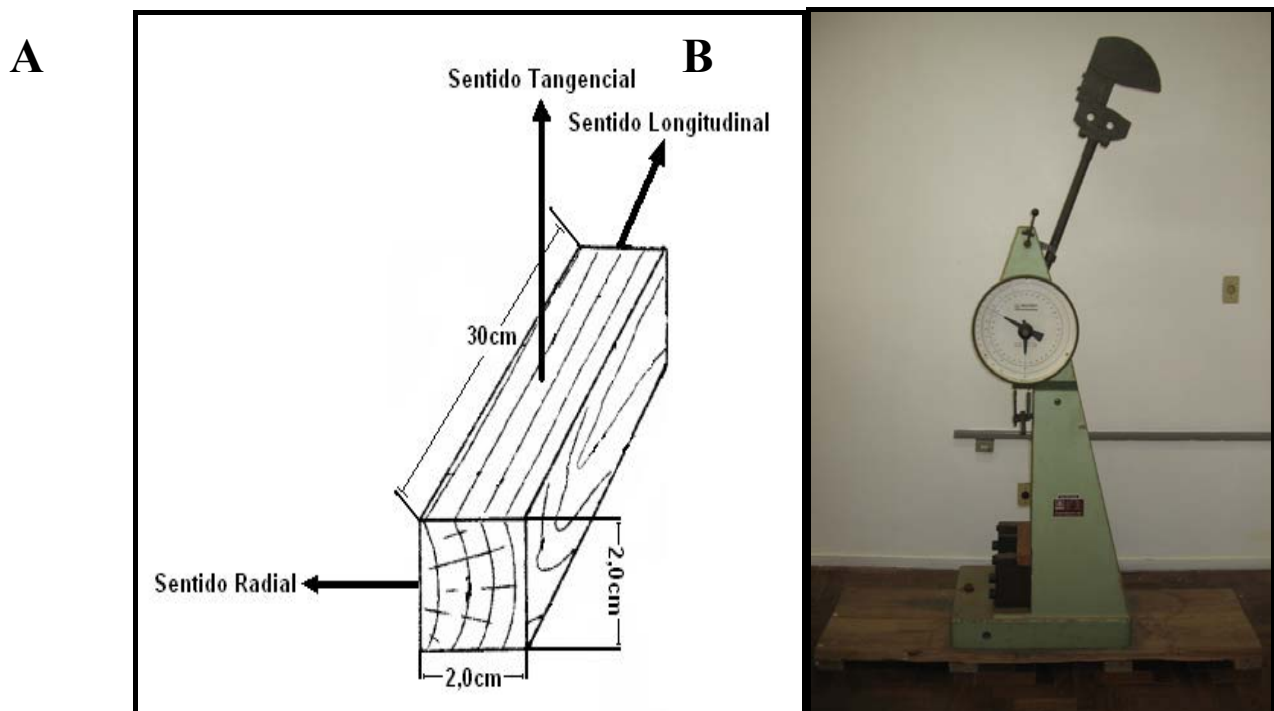 A
B
Sentido Tangencial
Sentido Longitudinal
30cm
Sentido Radial
2,0cm
2,0cm